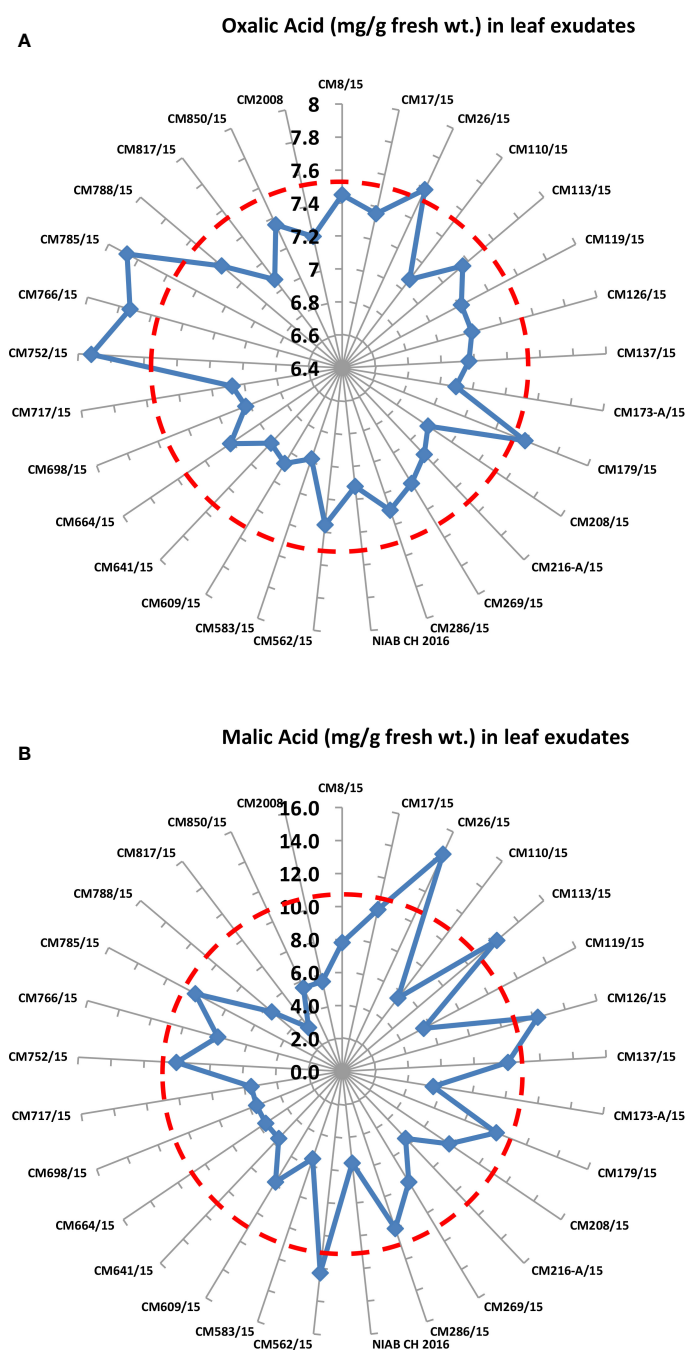 A
Oxalic Acid (mg/g fresh wt.) in leaf exudates
CM8/15
CM17/15
CM26/15
CM110/15
CM113/15
CM119/15
CM126/15
CM137/15
CM173-A/15
CM179/15
CM208/15
CM216-A/15
CM269/15
CM286/15
NIAB CH 2016
CM562/15
CM583/15
CM609/15
CM641/15
CM664/15
CM698/15
CM717/15
CM752/15
CM766/15
CM785/15
CM788/15
CM817/15
CM850/15
CM2008
8
7.8
7.6
7.4
7.2
7
6.8
6.6
6.4
B
Malic Acid (mg/g fresh wt.) in leaf exudates
CM8/15
CM17/15
CM26/15
CM110/15
CM113/15
CM119/15
CM126/15
CM137/15
CM173-A/15
CM179/15
CM208/15
CM216-A/15
CM269/15
CM286/15
NIAB CH 2016
CM562/15
CM583/15
CM609/15
CM641/15
CM664/15
CM698/15
CM717/15
CM752/15
CM766/15
CM785/15
CM788/15
CM817/15
CM850/15
CM2008
16.0
14.0
12.0
10.0
8.0
6.0
4.0
2.0
0.0